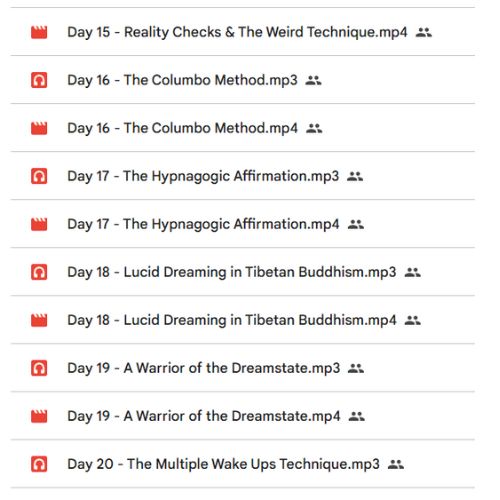 Day 15 - Reality Checks & The Weird Technique.mp4
Day 16 - The Columbo Method.mp3
Day 16 - The Columbo Method.mp4
Day 17 - The Hypnagogic Affirmation.mp3
Day 17 - The Hypnagogic Affirmation.mp4
Day 18 - Lucid Dreaming in Tibetan Buddhism.mp3
Day 18 - Lucid Dreaming in Tibetan Buddhism.mp4
Day 19 - A Warrior of the Dreamstate.mp3
Day 19 - A Warrior of the Dreamstate.mp4
Day 20 - The Multiple Wake Ups Technique.mp3